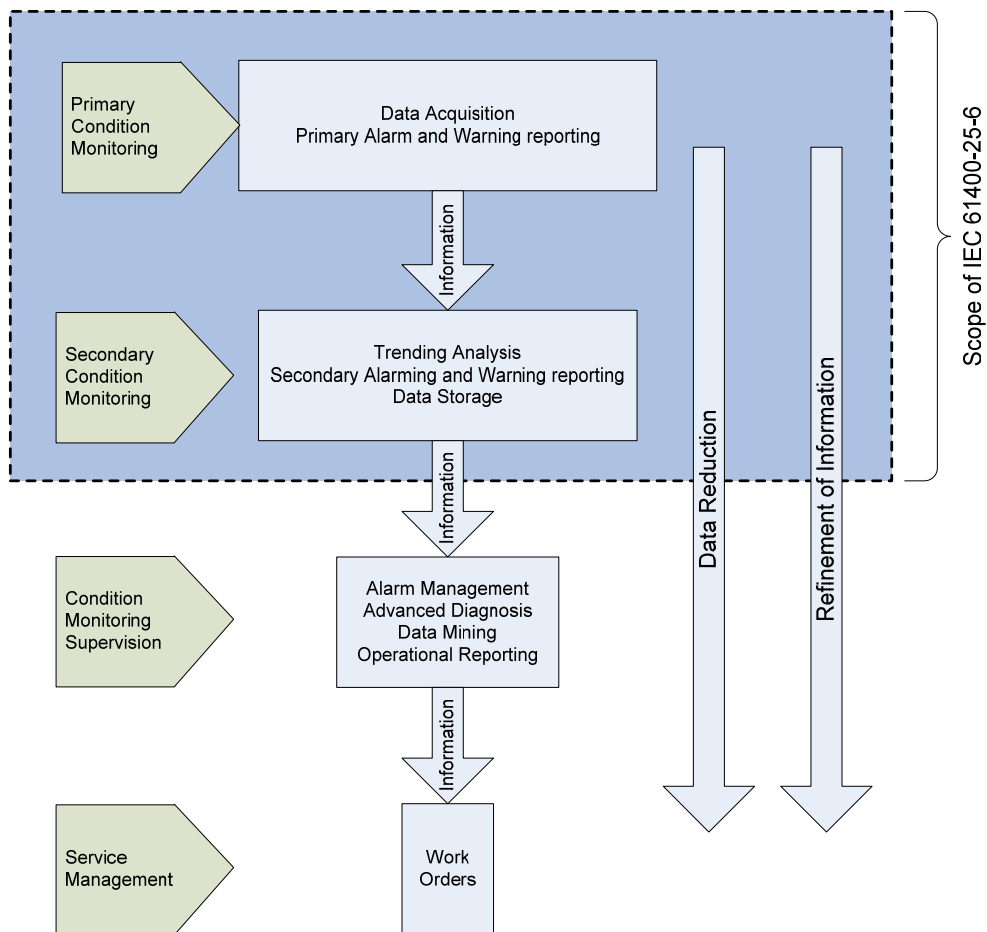 Primary
Condition
Monitoring
Data Acquisition
Primary Alarm and Warning reporting
Information
Secondary
Condition
Monitoring
Trending Analysis
Secondary Alarming and Warning reporting
Data Storage
Information
Condition
Monitoring
Supervision
Alarm Management
Advanced Diagnosis
Data Mining
Operational Reporting
Information
Service
Management
Work
Orders
Data Reduction
Refinement of Information
Scope of IEC 61400-25-6